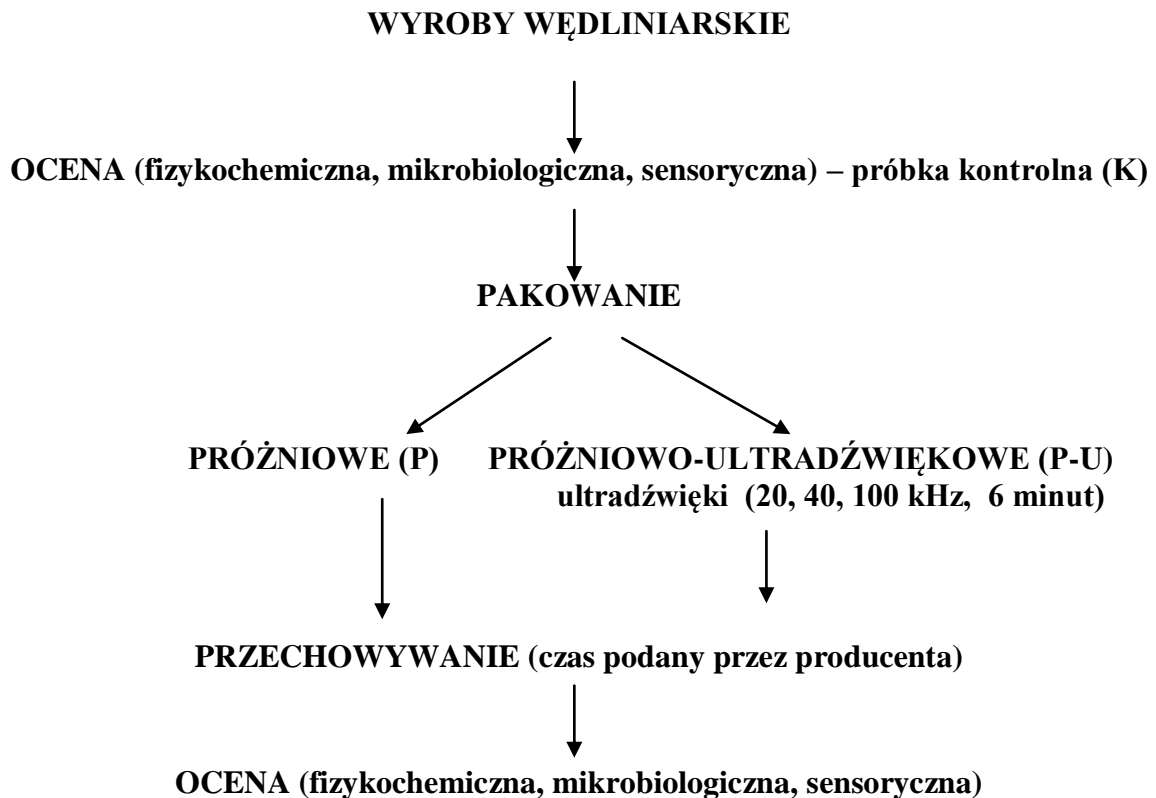 WYROBY WĘDLINIARSKIE
OCENA (fizykochemiczna, mikrobiologiczna, sensoryczna) – próbka kontrolna (K)
PAKOWANIE
PRÓŻNIOWE (P) PRÓŻNIOWO-ULTRADŹWIĘKOWE (P-U)
ultradźwięki (20, 40, 100 kHz, 6 minut)
PRZECHOWYWANIE (czas podany przez producenta)
OCENA (fizykochemiczna, mikrobiologiczna, sensoryczna)